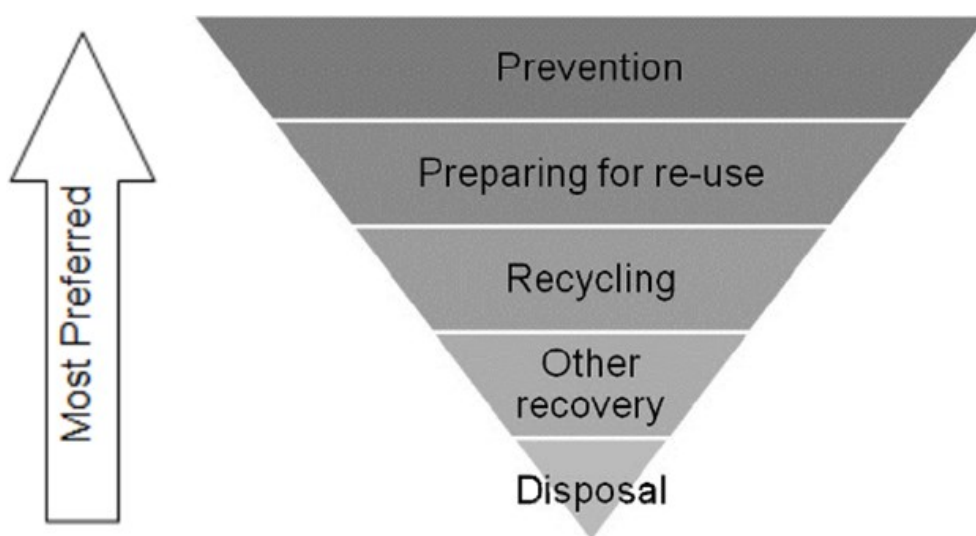 Prevention
Preparing for re-use
Recycling
Other
recovery
Disposal
Most Preferred